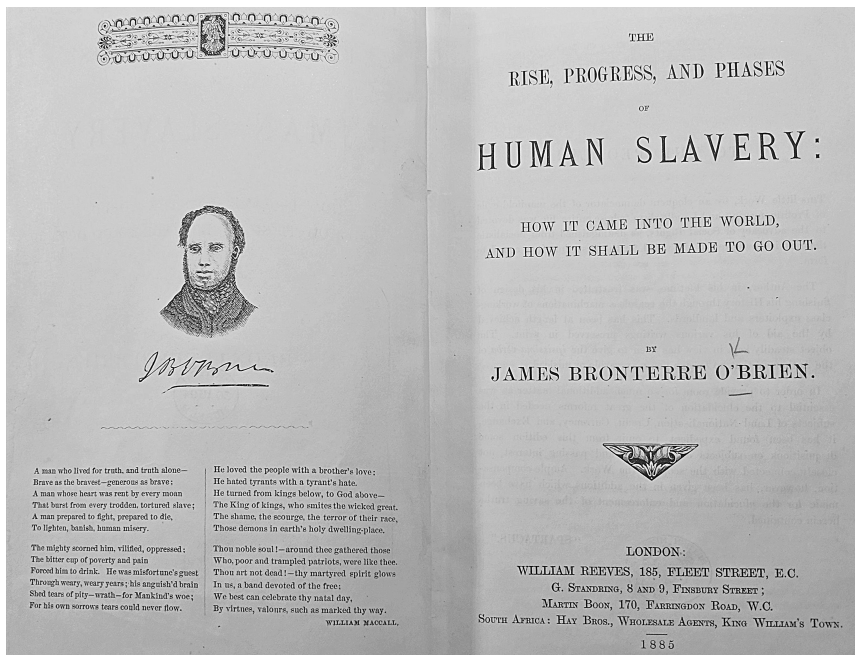 J B O'Brien
A man who lived for truth, and truth alone—
Brave as the bravest—generous as brave;
A man whose heart was rent by every moan
That burst from every trodden, tortured slave;
A man prepared to fight, prepared to die,
To lighten, banish, human misery.
The mighty scorned him, vilified, oppressed;
The bitter cup of poverty and pain
Forced him to drink. He was misfortune's guest
Through weary, weary years; his anguish'd brain
Shed tears of pity—wrath—for Mankind's woe;
For his own sorrows tears could never flow.
He loved the people with a brother's love;
He hated tyrants with a tyrant's hate.
He turned from kings below, to God above—
The King of kings, who smites the wicked great.
The shame, the scourge, the terror of their race,
Those demons in earth's holy dwelling-place.
Thou noble soul!—around thee gathered those
Who, poor and trampled patriots, were like thee.
Thou art not dead!—thy martyred spirit glows
In us, a band devoted of the free;
We best can celebrate thy natal day,
By virtues, valours, such as marked thy way.
WILLIAM MACCALL.
THE
RISE, PROGRESS, AND PHASES
OF
HUMAN SLAVERY:
HOW IT CAME INTO THE WORLD,
AND HOW IT SHALL BE MADE TO GO OUT.
BY
JAMES BRONTERRE O'BRIEN.
LONDON:
WILLIAM REEVES, 185, FLEET STREET, E.C.
G. STANDRING, 8 AND 9, FINSBURY STREET;
MARTIN BOON, 170, FARRINGDON ROAD, W.C.
SOUTH AFRICA: HAY BROS., WHOLESALE AGENTS, KING WILLIAM'S TOWN.
1885